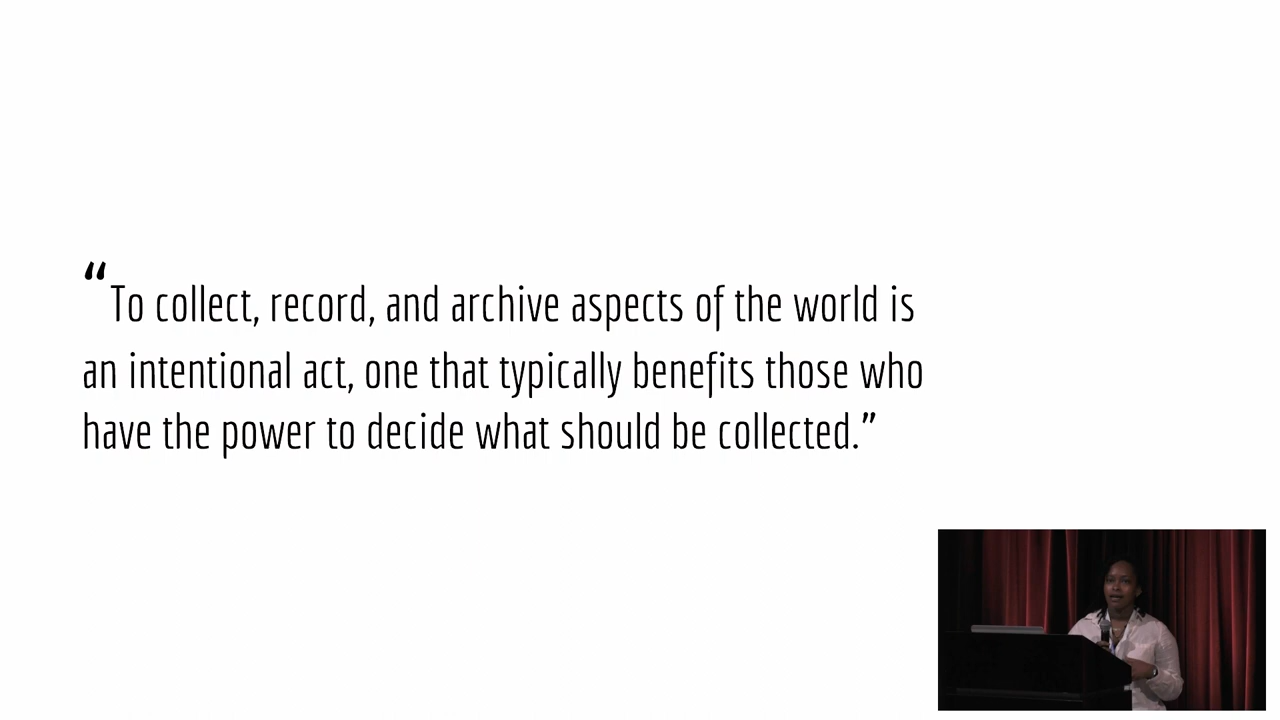 “To collect, record, and archive aspects of the world is
an intentional act, one that typically benefits those who
have the power to decide what should be collected.”